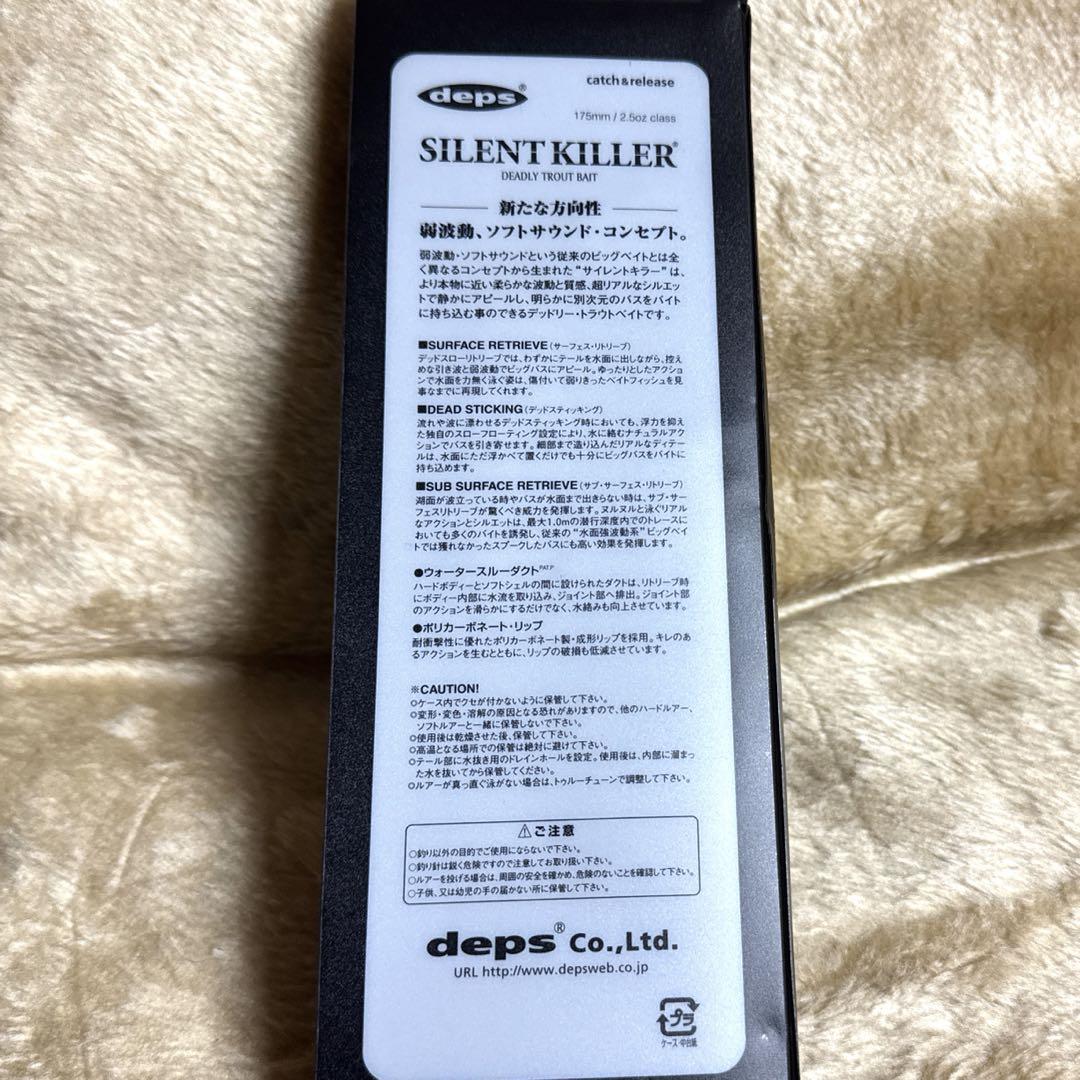 deps®
catch&release
175mm / 2.5oz class
SILENT KILLER®
DEADLY TROUT BAIT
新たな方向性
弱波動、ソフトサウンド・コンセプト。
弱波動・ソフトサウンドという従来のビッグベイトとは全
く異なるコンセプトから生まれた“サイレントキラー”は、
より本物に近い柔らかな波動と質感、超リアルなシルエッ
トで静かにアピールし、明らかに別次元のバスをバイト
に持ち込む事のできるデッドリー・トラウトベイトです。
■SURFACE RETRIEVE(サーフェス・リトリーブ)
デッドスローリトリーブでは、わずかにテールを水面に出しながら、控え
めな引き波と弱波動でビッグバスにアピール。ゆったりとしたアクショ
ンで水面を力無く泳ぐ姿は、傷付いて弱りきったベイトフィッシュを見
事なまでに再現してくれます。
■DEAD STICKING(デッドスティッキング)
流れや波に漂わせるデッドスティッキング時においても、浮力を抑え
た独自のスローフローティング設定により、水に絡むナチュラルアク
ションでバスを引き寄せます。細部まで造り込んだリアルなディテ
ールは、水面にただ浮かべて置くだけでも十分にビッグバスをバイトに
持ち込めます。
■SUB SURFACE RETRIEVE(サブ・サーフェス・リトリーブ)
湖面が波立っている時やバスが水面まで出きらない時は、サブ・サー
フェスリトリーブが驚くべき威力を発揮します。ヌルヌルと泳ぐリアル
なアクションとシルエットは、最大1.0mの潜行深度内でのトレースに
おいても多くのバイトを誘発し、従来の“水面強波動系”ビッグベイ
トでは獲れなかったスプークしたバスにも高い効果を発揮します。
●ウォータースルーダクトPAT.P
ハードボディーとソフトシェルの間に設けられたダクトは、リトリーブ時
にボディー内部に水流を取り込み、ジョイント部へ排出。ジョイント部
のアクションを滑らかにするだけでなく、水絡みも向上させています。
●ポリカーボネート・リップ
耐衝撃性に優れたポリカーボネート製・成形リップを採用。キレのあ
るアクションを生むとともに、リップの破損も低減させています。
※CAUTION!
○ケース内でクセが付かないように保管して下さい。
○変形・変色・溶解の原因となる恐れがありますので、他のハードルアー、
ソフトルアーと一緒に保管しないで下さい。
○使用後は乾燥させた後、保管して下さい。
○高温となる場所での保管は絶対に避けて下さい。
○テール部に水抜き用のドレインホールを設定。使用後は、内部に溜まっ
た水を抜いてから保管してください。
○ルアーが真っ直ぐ泳がない場合は、トゥルーチューンで調整して下さい。
⚠ご注意
○釣り以外の目的でご使用にならないで下さい。
○釣り針は鋭く危険ですので注意してお取り扱い下さい。
○ルアーを投げる場合は、周囲の安全を確かめ、危険のないことを確認して下さい。
○子供、又は幼児の手の届かない所に保管して下さい。
deps® Co.,Ltd.
URL http://www.depsweb.co.jp
プラ
ケース・中台紙